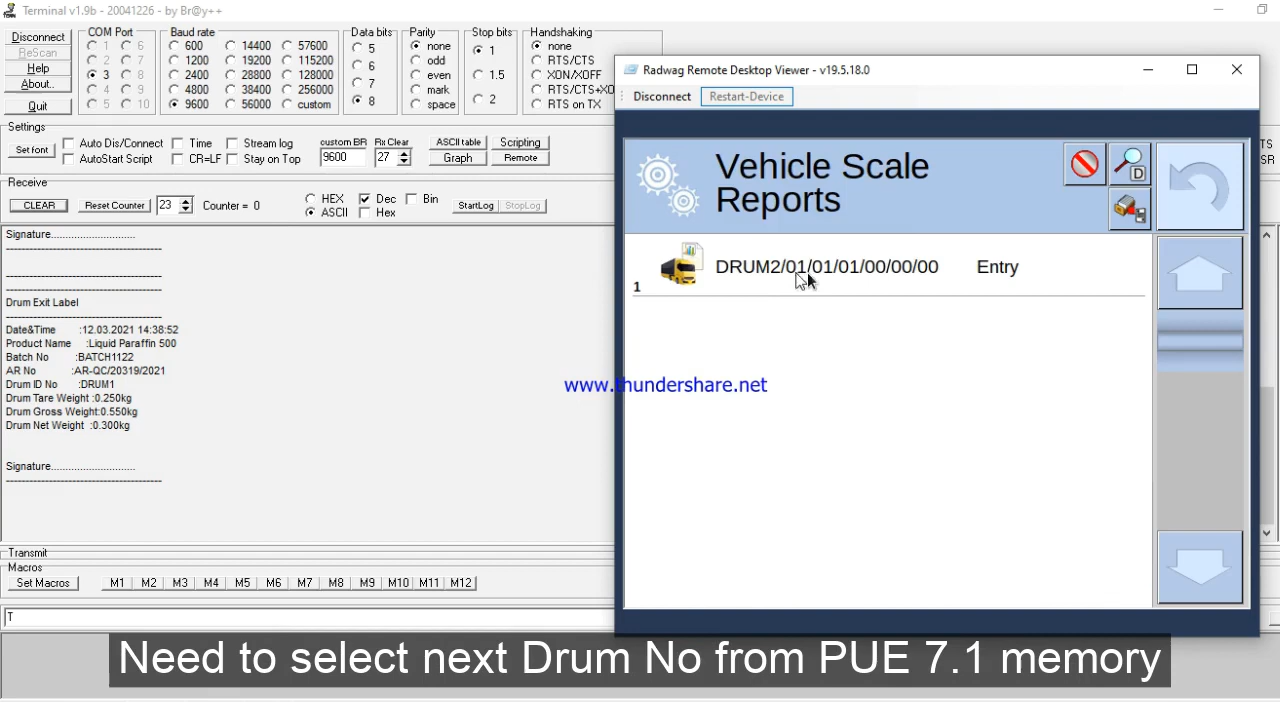 Terminal v1.9b - 20041226 - by Br@y++
Disconnect
ReScan
Help
About..
Quit
COM Port
1 6
2 7
3 8
4 9
5 10
Baud rate
600 14400 57600
1200 19200 115200
2400 28800 128000
4800 38400 256000
9600 56000 custom
Data bits
5
6
7
8
Parity
none
odd
even
mark
space
Stop bits
1
1.5
2
Handshaking
none
RTS/CTS
XON/XOFF
RTS/CTS+XO
RTS on TX
Settings
Set font
Auto Dis/Connect Time Stream log
AutoStart Script CR=LF Stay on Top
custom BR Rx Clear
9600 27
ASCII table Scripting
Graph Remote
TS
SR
Receive
CLEAR Reset Counter 23 Counter = 0
HEX
ASCII
Dec Bin
Hex
StartLog StopLog
Signature............................
------------------------------------------------
------------------------------------------------
Drum Exit Label
------------------------------------------------
Date&Time :12.03.2021 14:38:52
Product Name :Liquid Paraffin 500
Batch No :BATCH1122
AR No :AR-QC/20319/2021
Drum ID No :DRUM1
Drum Tare Weight :0.250kg
Drum Gross Weight:0.550kg
Drum Net Weight :0.300kg
Signature............................
------------------------------------------------
Transmit
Macros
Set Macros M1 M2 M3 M4 M5 M6 M7 M8 M9 M10 M11 M12
T
Radwag Remote Desktop Viewer - v19.5.18.0
Disconnect Restart-Device
Vehicle Scale
Reports
D
DRUM2/01/01/01/00/00/00 Entry
1
www.thundershare.net
Need to select next Drum No from PUE 7.1 memory